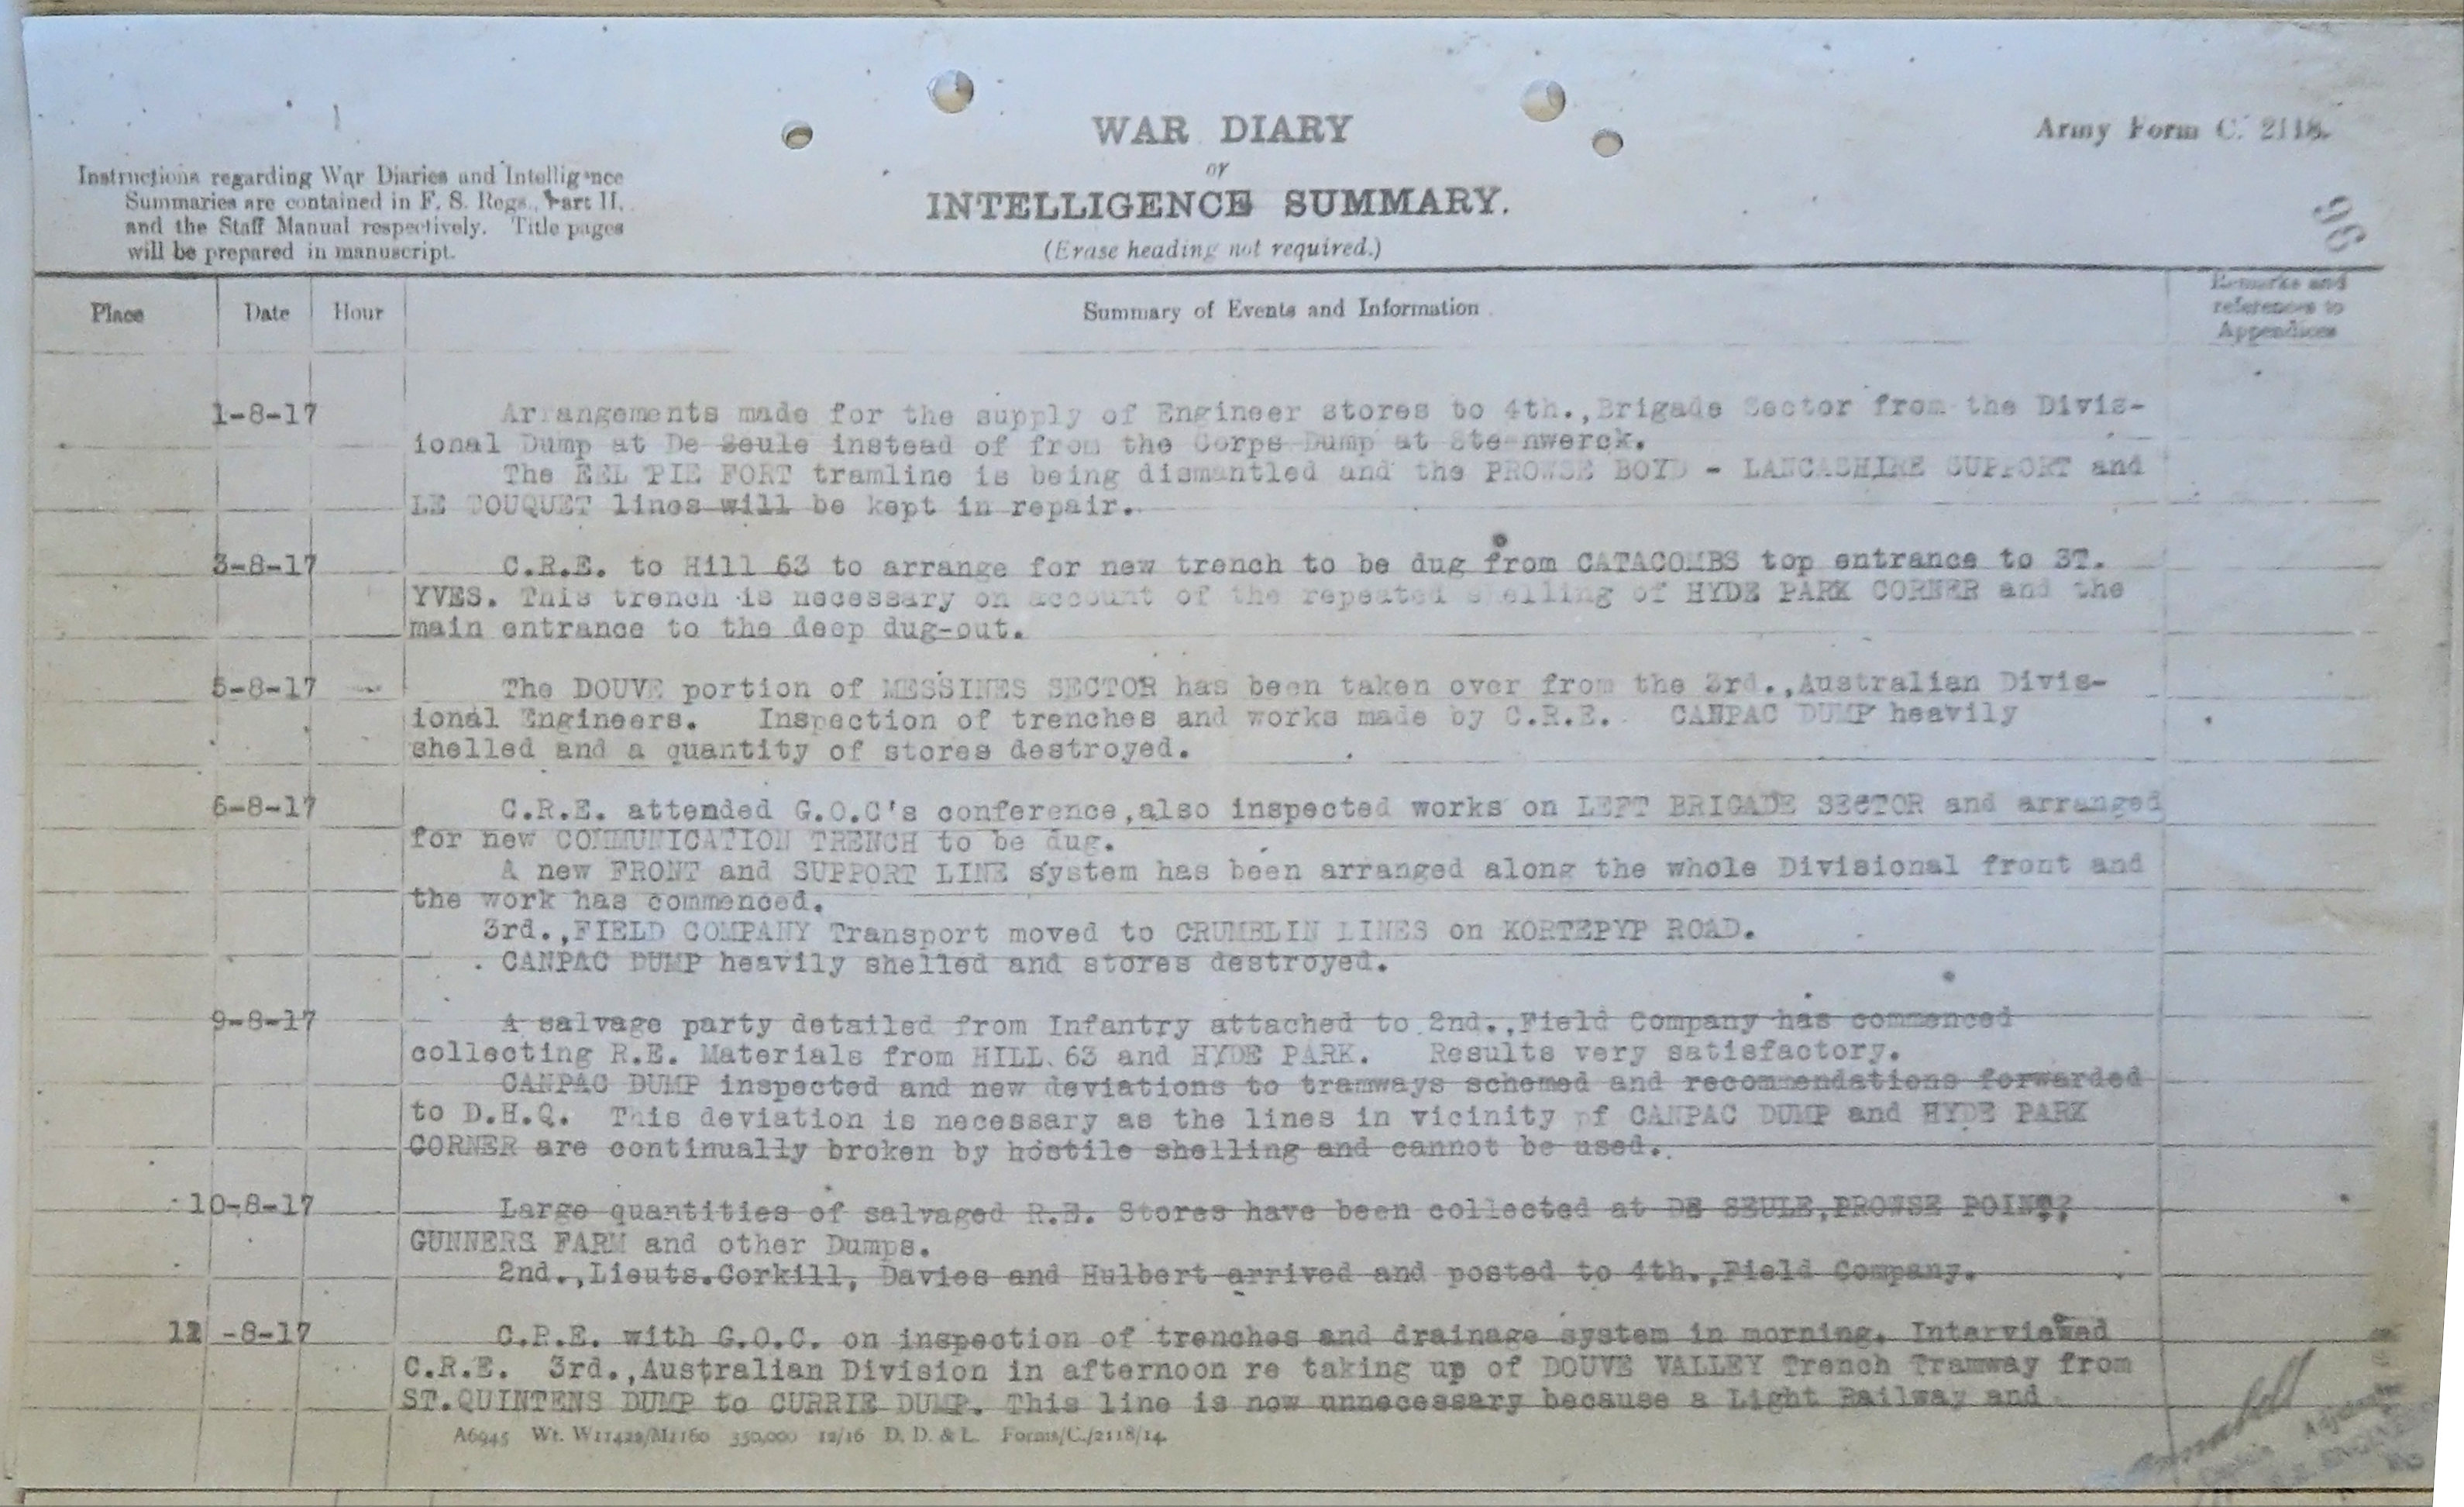 WAR DIARY
or
INTELLIGENCE SUMMARY.
(Erase heading not required.)
Army Form C. 2118.
Instructions regarding War Diaries and Intelligence
Summaries are contained in F. S. Regs., Part II.
and the Staff Manual respectively. Title pages
will be prepared in manuscript.
96
Place Date Hour Summary of Events and Information Remarks and
references to
Appendices
1-8-17 Arrangements made for the supply of Engineer stores to 4th.,Brigade Sector from the Divis-
ional Dump at De Seule instead of from the Corps Dump at Steenwerck.
The EEL PIE FORT tramline is being dismantled and the PROWSE BOYD - LANCASHIRE SUPPORT and
LE TOUQUET lines will be kept in repair.
3-8-17 C.R.E. to Hill 63 to arrange for new trench to be dug from CATACOMBS top entrance to ST.
YVES. This trench is necessary on account of the repeated shelling of HYDE PARK CORNER and the
main entrance to the deep dug-out.
5-8-17 The DOUVE portion of MESSINES SECTOR has been taken over from the 3rd.,Australian Divis-
ional Engineers. Inspection of trenches and works made by C.R.E. CANPAC DUMP heavily
shelled and a quantity of stores destroyed.
6-8-17 C.R.E. attended G.O.C's conference,also inspected works on LEFT BRIGADE SECTOR and arranged
for new COMMUNICATION TRENCH to be dug.
A new FRONT and SUPPORT LINE system has been arranged along the whole Divisional front and
the work has commenced.
3rd.,FIELD COMPANY Transport moved to CRUMBLIN LINES on KORTEPYP ROAD.
CANPAC DUMP heavily shelled and stores destroyed.
9-8-17 A salvage party detailed from Infantry attached to 2nd.,Field Company has commenced
collecting R.E. Materials from HILL 63 and HYDE PARK. Results very satisfactory.
CANPAC DUMP inspected and new deviations to tramways schemed and recommendations forwarded
to D.H.Q. This deviation is necessary as the lines in vicinity of CANPAC DUMP and HYDE PARK
CORNER are continually broken by hostile shelling and cannot be used.
10-8-17 Large quantities of salvaged R.E. Stores have been collected at DE SEULE,PROWSE POINT?
GUNNERS FARM and other Dumps.
2nd.,Lieuts.Corkill, Davies and Hulbert arrived and posted to 4th.,Field Company.
-8-17 C.R.E. with G.O.C. on inspection of trenches and drainage system in morning. Interviewed
C.R.E. 3rd.,Australian Division in afternoon re taking up of DOUVE VALLEY Trench Tramway from
ST.QUINTENS DUMP to CURRIE DUMP. This line is now unnecessary because a Light Railway and
A6945 Wt. W11422/M1160 350,000 12/16 D. D. & L. Forms/C./2118/14.
Captain Adjutant